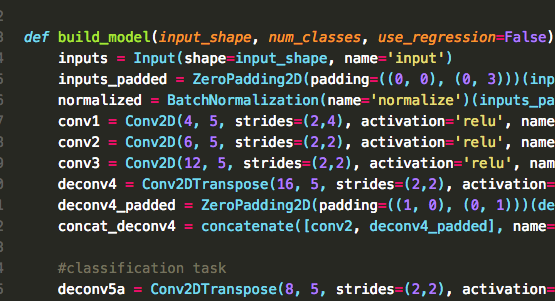 def build_model(input_shape, num_classes, use_regression=False)
inputs = Input(shape=input_shape, name='input')
inputs_padded = ZeroPadding2D(padding=((0, 0), (0, 3)))(inp
normalized = BatchNormalization(name='normalize')(inputs_pa
conv1 = Conv2D(4, 5, strides=(2,4), activation='relu', name
conv2 = Conv2D(6, 5, strides=(2,2), activation='relu', name
conv3 = Conv2D(12, 5, strides=(2,2), activation='relu', nam
deconv4 = Conv2DTranspose(16, 5, strides=(2,2), activation=
deconv4_padded = ZeroPadding2D(padding=((1, 0), (0, 1)))(de
concat_deconv4 = concatenate([conv2, deconv4_padded], name=
#classification task
deconv5a = Conv2DTranspose(8, 5, strides=(2,2), activation=